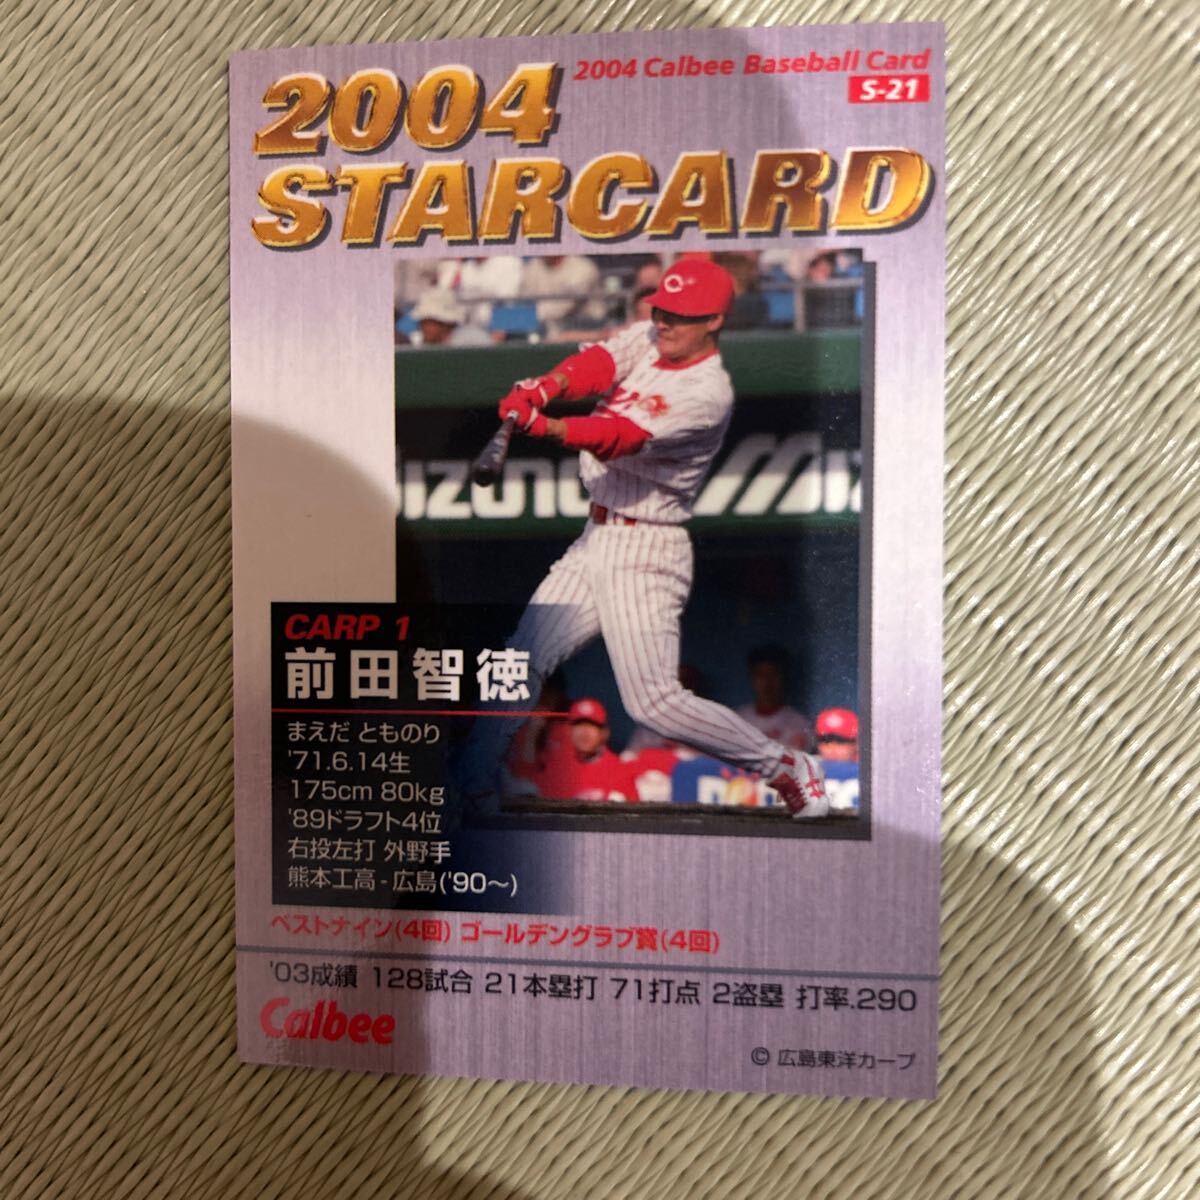 2004 Calbee Baseball Card
S-21
2004
STARCARD
MIZUNO
CARP 1
前田智徳
まえだ とものり
'71.6.14生
175cm 80kg
'89ドラフト4位
右投左打 外野手
熊本工高-広島('90～)
ベストナイン(4回) ゴールデングラブ賞(4回)
'03成績 128試合 21本塁打 71打点 2盗塁 打率.290
Calbee
© 広島東洋カープ